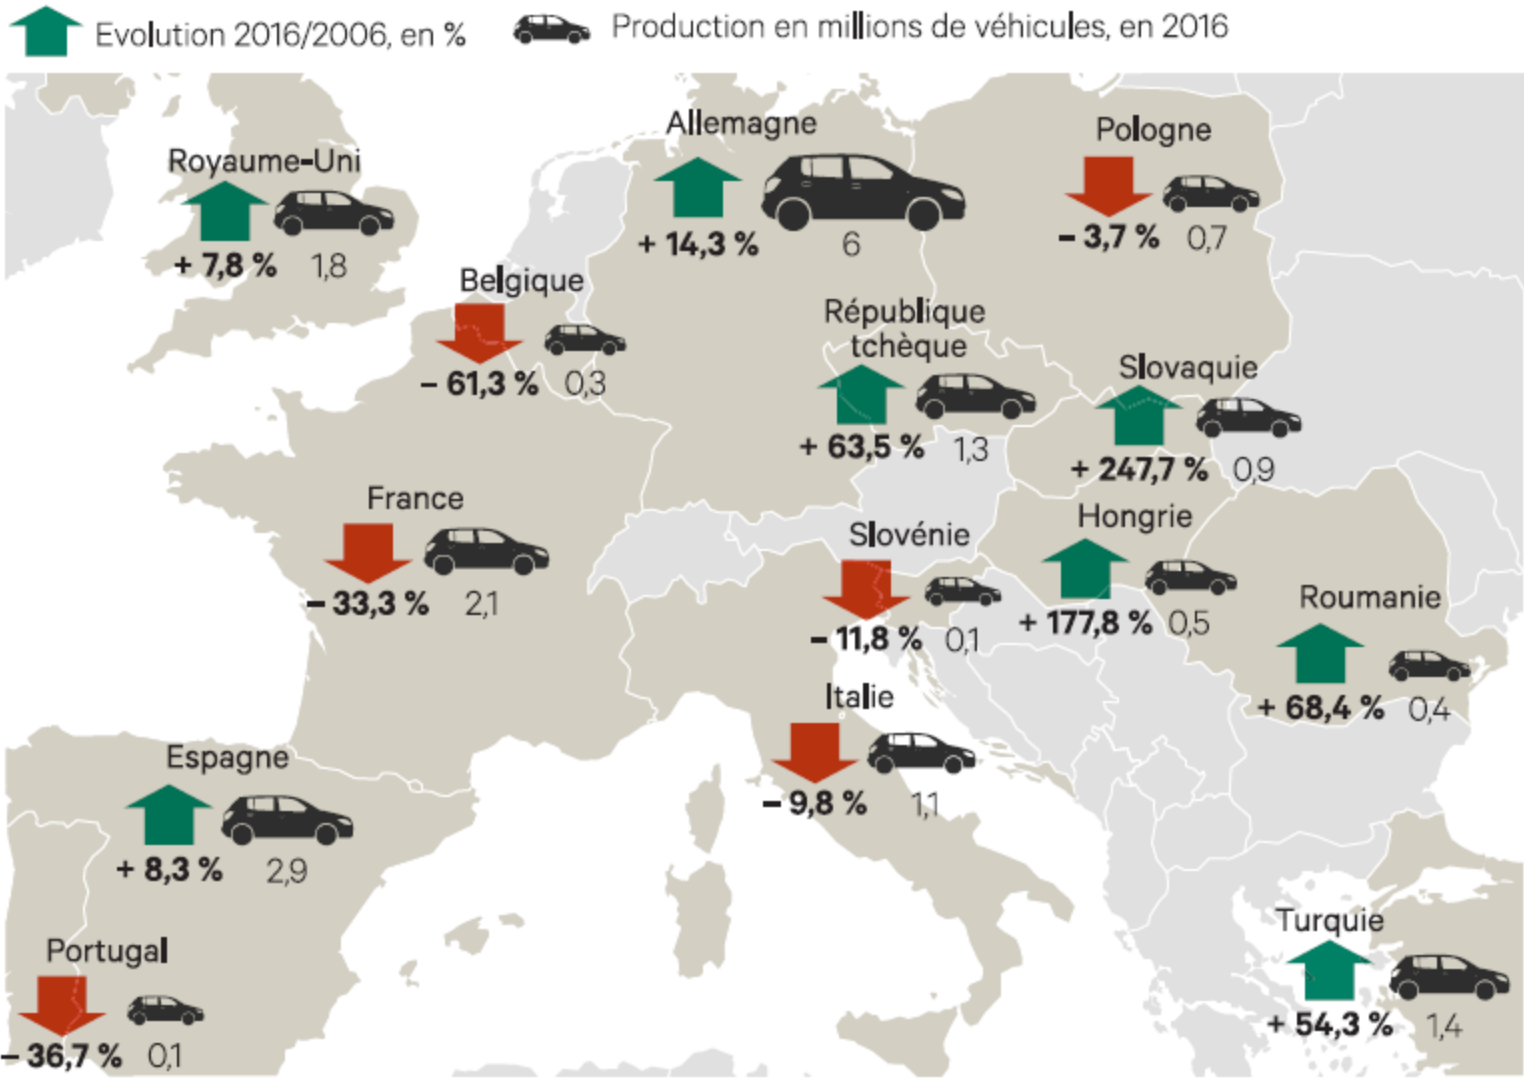 Evolution 2016/2006, en %
Production en millions de véhicules, en 2016
Royaume-Uni
+ 7,8 % 1,8
Allemagne
+ 14,3 % 6
Pologne
– 3,7 % 0,7
Belgique
– 61,3 % 0,3
République
tchèque
+ 63,5 % 1,3
Slovaquie
+ 247,7 % 0,9
France
– 33,3 % 2,1
Slovénie
– 11,8 % 0,1
Hongrie
+ 177,8 % 0,5
Roumanie
+ 68,4 % 0,4
Italie
– 9,8 % 1,1
Espagne
+ 8,3 % 2,9
Portugal
– 36,7 % 0,1
Turquie
+ 54,3 % 1,4